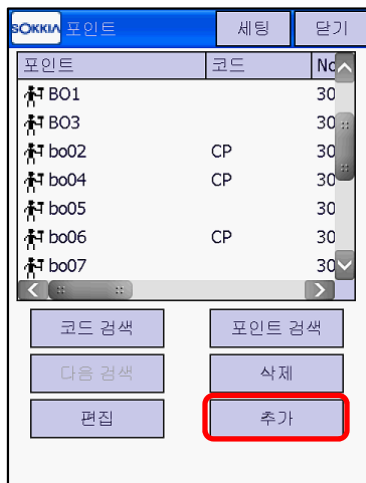 SOKKIA 포인트 세팅 닫기
포인트 코드 No
BO1 30
BO3 30
bo02 CP 30
bo04 CP 30
bo05 30
bo06 CP 30
bo07 30
코드 검색 포인트 검색
다음 검색 삭제
편집 추가